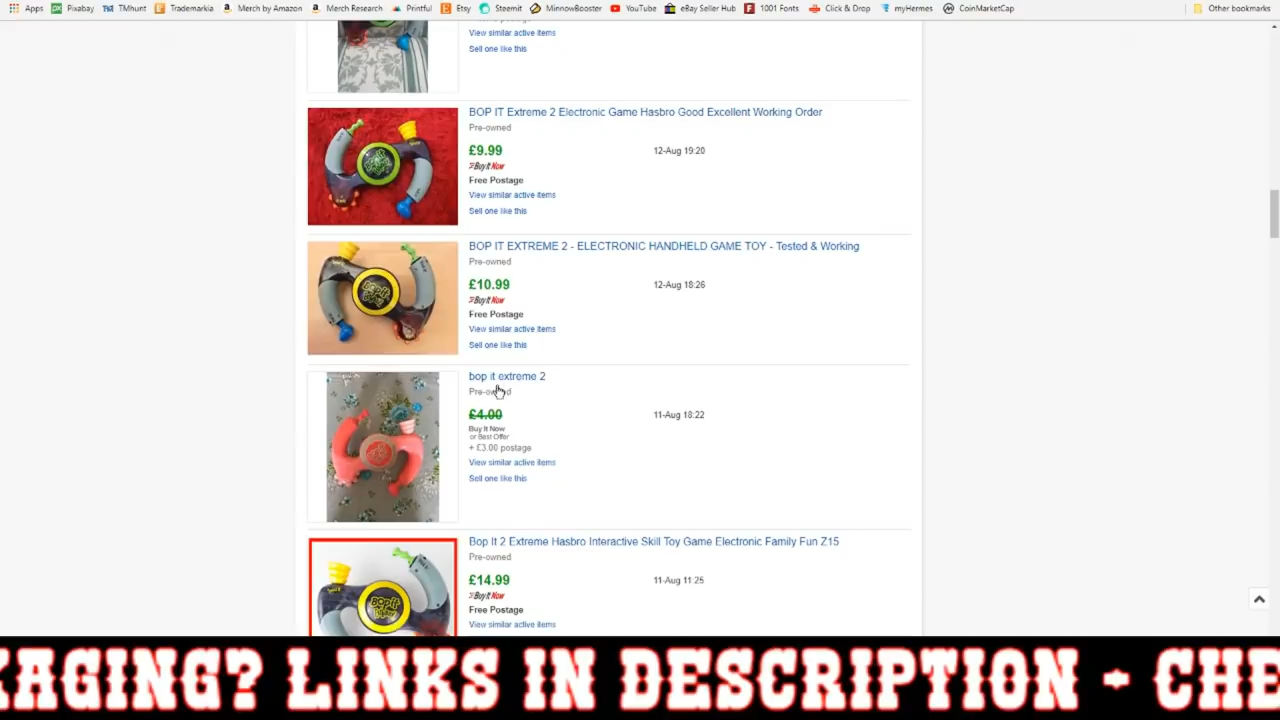 Apps Pixabay TMhunt Trademarkia Merch by Amazon Merch Research Printful Etsy Steemit MinnowBooster YouTube eBay Seller Hub 1001 Fonts Click & Drop myHermes CoinMarketCap Other bookmarks
View similar active items
Sell one like this
BOP IT Extreme 2 Electronic Game Hasbro Good Excellent Working Order
Pre-owned
£9.99 12-Aug 19:20
Buy It Now
Free Postage
View similar active items
Sell one like this
BOP IT EXTREME 2 - ELECTRONIC HANDHELD GAME TOY - Tested & Working
Pre-owned
£10.99 12-Aug 18:26
Buy It Now
Free Postage
View similar active items
Sell one like this
bop it extreme 2
Pre-owned
£4.00 11-Aug 18:22
Buy It Now
or Best Offer
+ £3.00 postage
View similar active items
Sell one like this
Bop It 2 Extreme Hasbro Interactive Skill Toy Game Electronic Family Fun Z15
Pre-owned
£14.99 11-Aug 11:25
Buy It Now
Free Postage
View similar active items
KAGING? LINKS IN DESCRIPTION - CHE